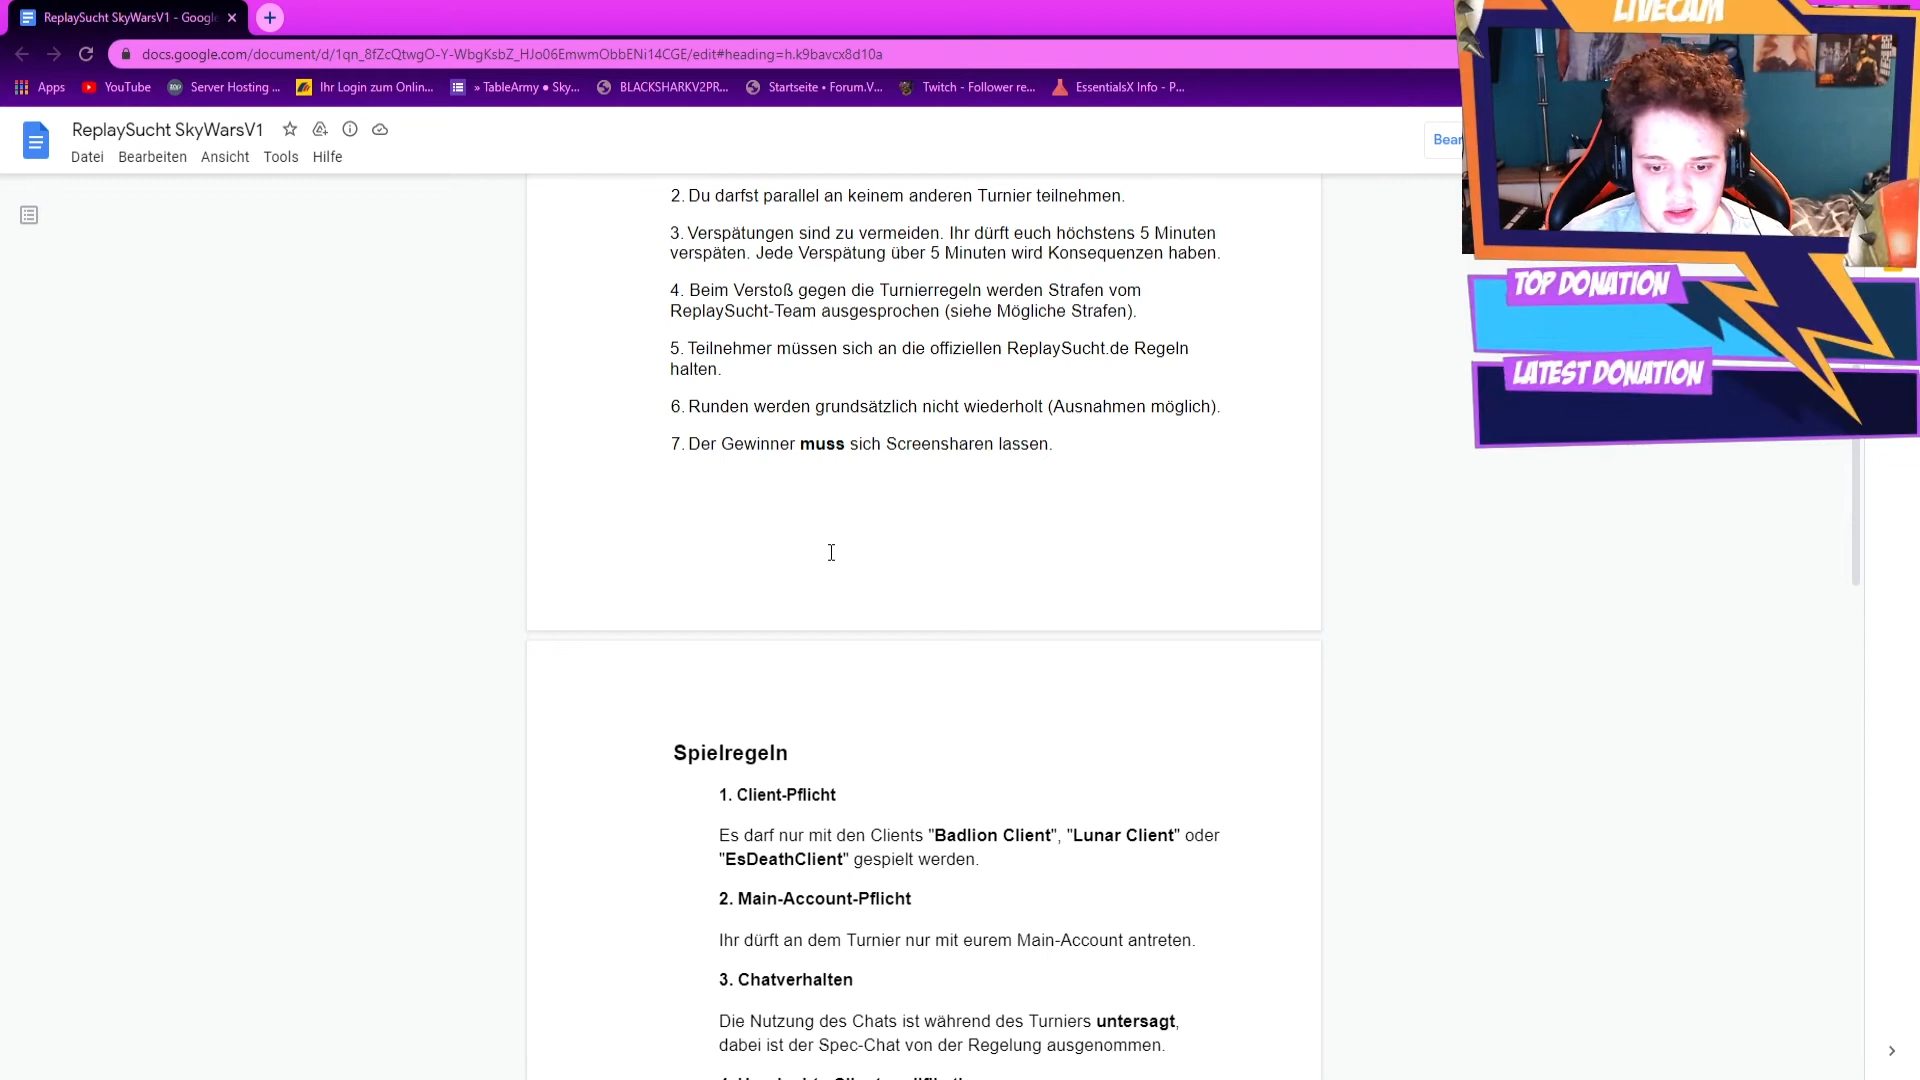 ReplaySucht SkyWarsV1 - Google
docs.google.com/document/d/1qn_8fZcQtwgO-Y-WbgKsbZ_HJo06EmwmObbENi14CGE/edit#heading=h.k9bavcx8d10a
Apps YouTube Server Hosting ... Ihr Login zum Onlin... » TableArmy ● Sky... BLACKSHARKV2PR... Startseite • Forum.V... Twitch - Follower re... EssentialsX Info - P...
ReplaySucht SkyWarsV1
Datei Bearbeiten Ansicht Tools Hilfe
Bear
LIVECAM
TOP DONATION
LATEST DONATION
2. Du darfst parallel an keinem anderen Turnier teilnehmen.
3. Verspätungen sind zu vermeiden. Ihr dürft euch höchstens 5 Minuten
verspäten. Jede Verspätung über 5 Minuten wird Konsequenzen haben.
4. Beim Verstoß gegen die Turnierregeln werden Strafen vom
ReplaySucht-Team ausgesprochen (siehe Mögliche Strafen).
5. Teilnehmer müssen sich an die offiziellen ReplaySucht.de Regeln
halten.
6. Runden werden grundsätzlich nicht wiederholt (Ausnahmen möglich).
7. Der Gewinner muss sich Screensharen lassen.
Spielregeln
1. Client-Pflicht
Es darf nur mit den Clients "Badlion Client", "Lunar Client" oder
"EsDeathClient" gespielt werden.
2. Main-Account-Pflicht
Ihr dürft an dem Turnier nur mit eurem Main-Account antreten.
3. Chatverhalten
Die Nutzung des Chats ist während des Turniers untersagt,
dabei ist der Spec-Chat von der Regelung ausgenommen.